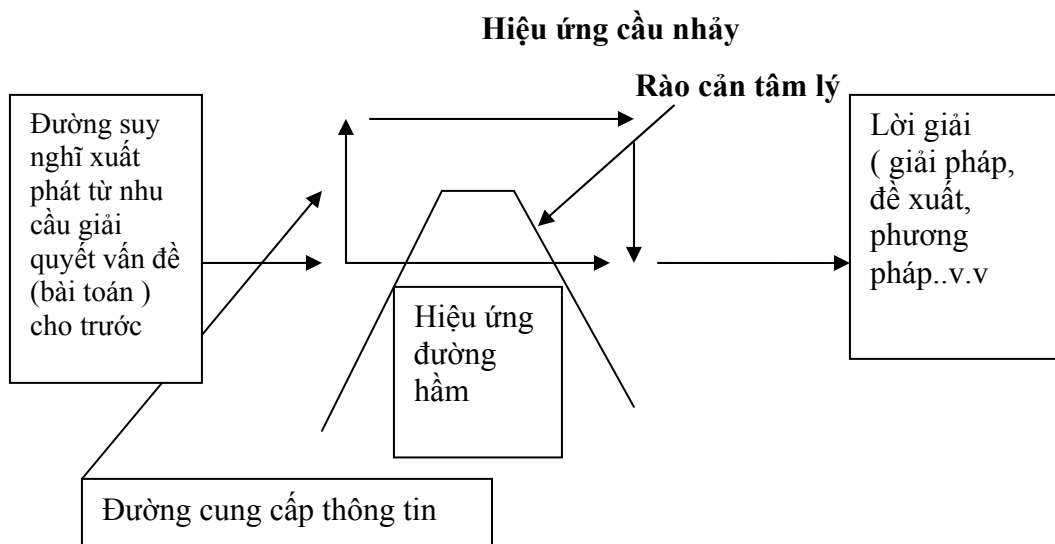 Hiệu ứng cầu nhảy
Rào cản tâm lý
Đường suy
nghĩ xuất
phát từ nhu
cầu giải
quyết vấn đề
(bài toán )
cho trước
Hiệu ứng
đường
hầm
Lời giải
( giải pháp,
đề xuất,
phương
pháp..v.v
Đường cung cấp thông tin